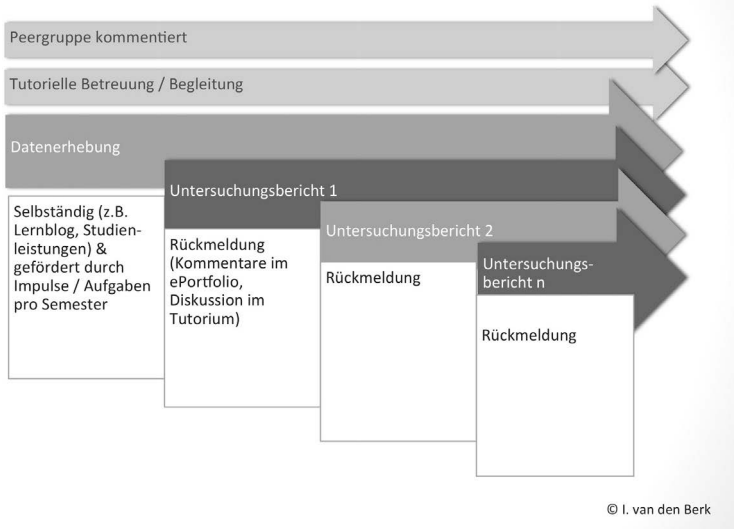 Peergruppe kommentiert
Tutorielle Betreuung / Begleitung
Datenerhebung
Selbständig (z.B.
Lernblog, Studien-
leistungen) &
gefördert durch
Impulse / Aufgaben
pro Semester
Untersuchungsbericht 1
Rückmeldung
(Kommentare im
ePortfolio,
Diskussion im
Tutorium)
Untersuchungsbericht 2
Rückmeldung
Untersuchungs-
bericht n
Rückmeldung
© I. van den Berk